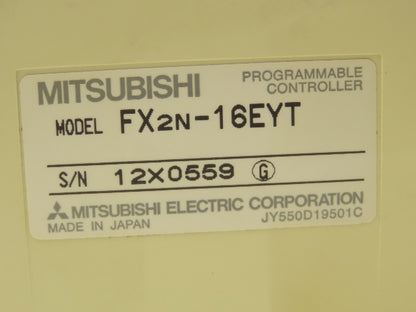 MITSUBISHI
PROGRAMMABLE
CONTROLLER
MODEL FX2N-16EYT
S/N 12X0559 G
MITSUBISHI ELECTRIC CORPORATION
MADE IN JAPAN JY550D19501C